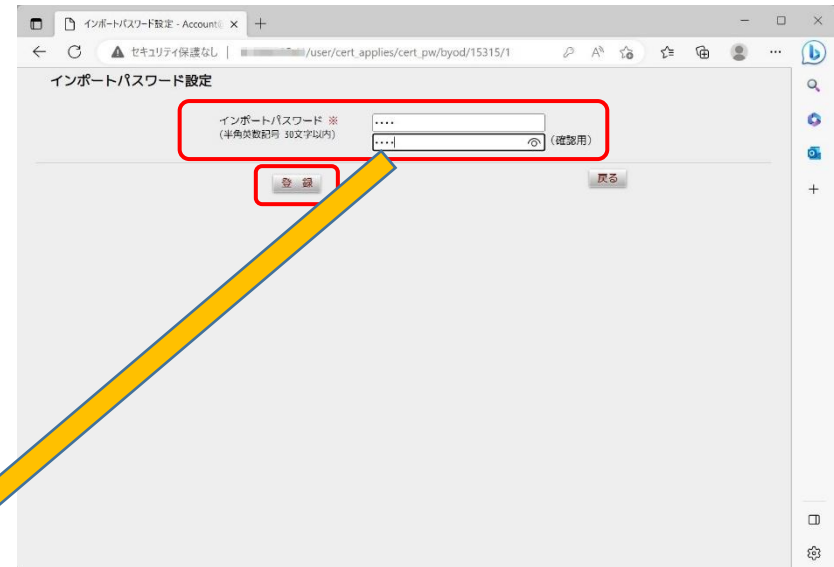 インポートパスワード設定 - Account
セキュリティ保護なし | /user/cert_applies/cert_pw/byod/15315/1
インポートパスワード設定
インポートパスワード ※
(半角英数記号 30文字以内)
(確認用)
登 録
戻る